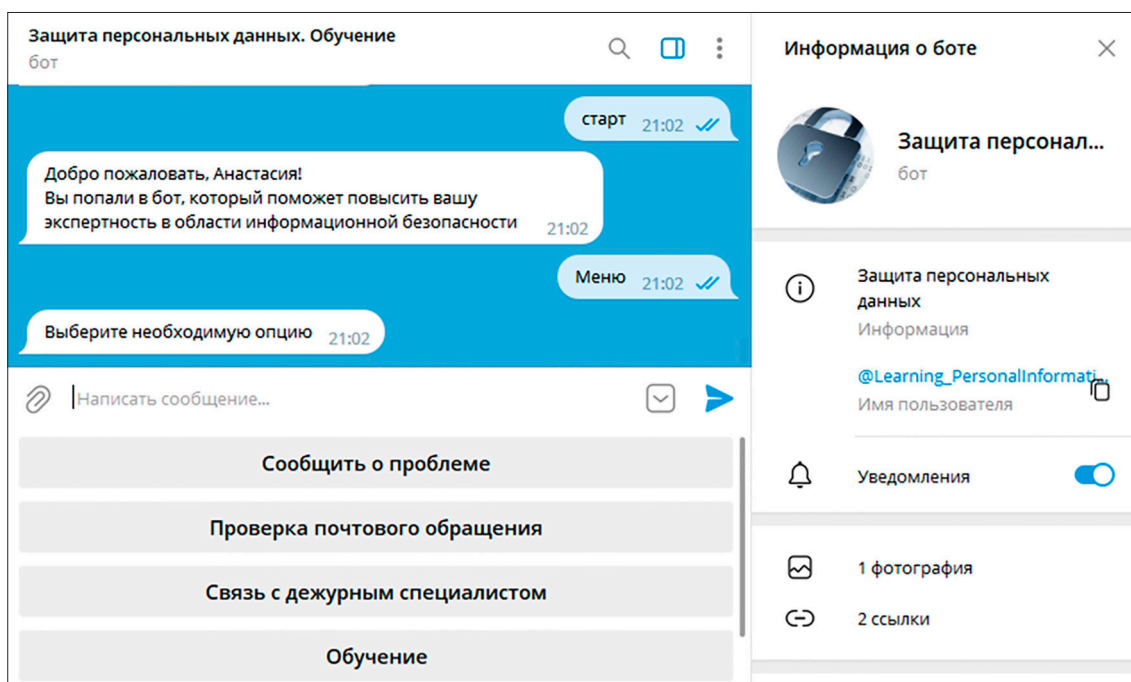 Защита персональных данных. Обучение
бот
старт 21:02
Добро пожаловать, Анастасия!
Вы попали в бот, который поможет повысить вашу
экспертность в области информационной безопасности 21:02
Меню 21:02
Выберите необходимую опцию 21:02
Написать сообщение...
Сообщить о проблеме
Проверка почтового обращения
Связь с дежурным специалистом
Обучение
Информация о боте
Защита персонал...
бот
Защита персональных
данных
Информация
@Learning_PersonalInformati...
Имя пользователя
Уведомления
1 фотография
2 ссылки